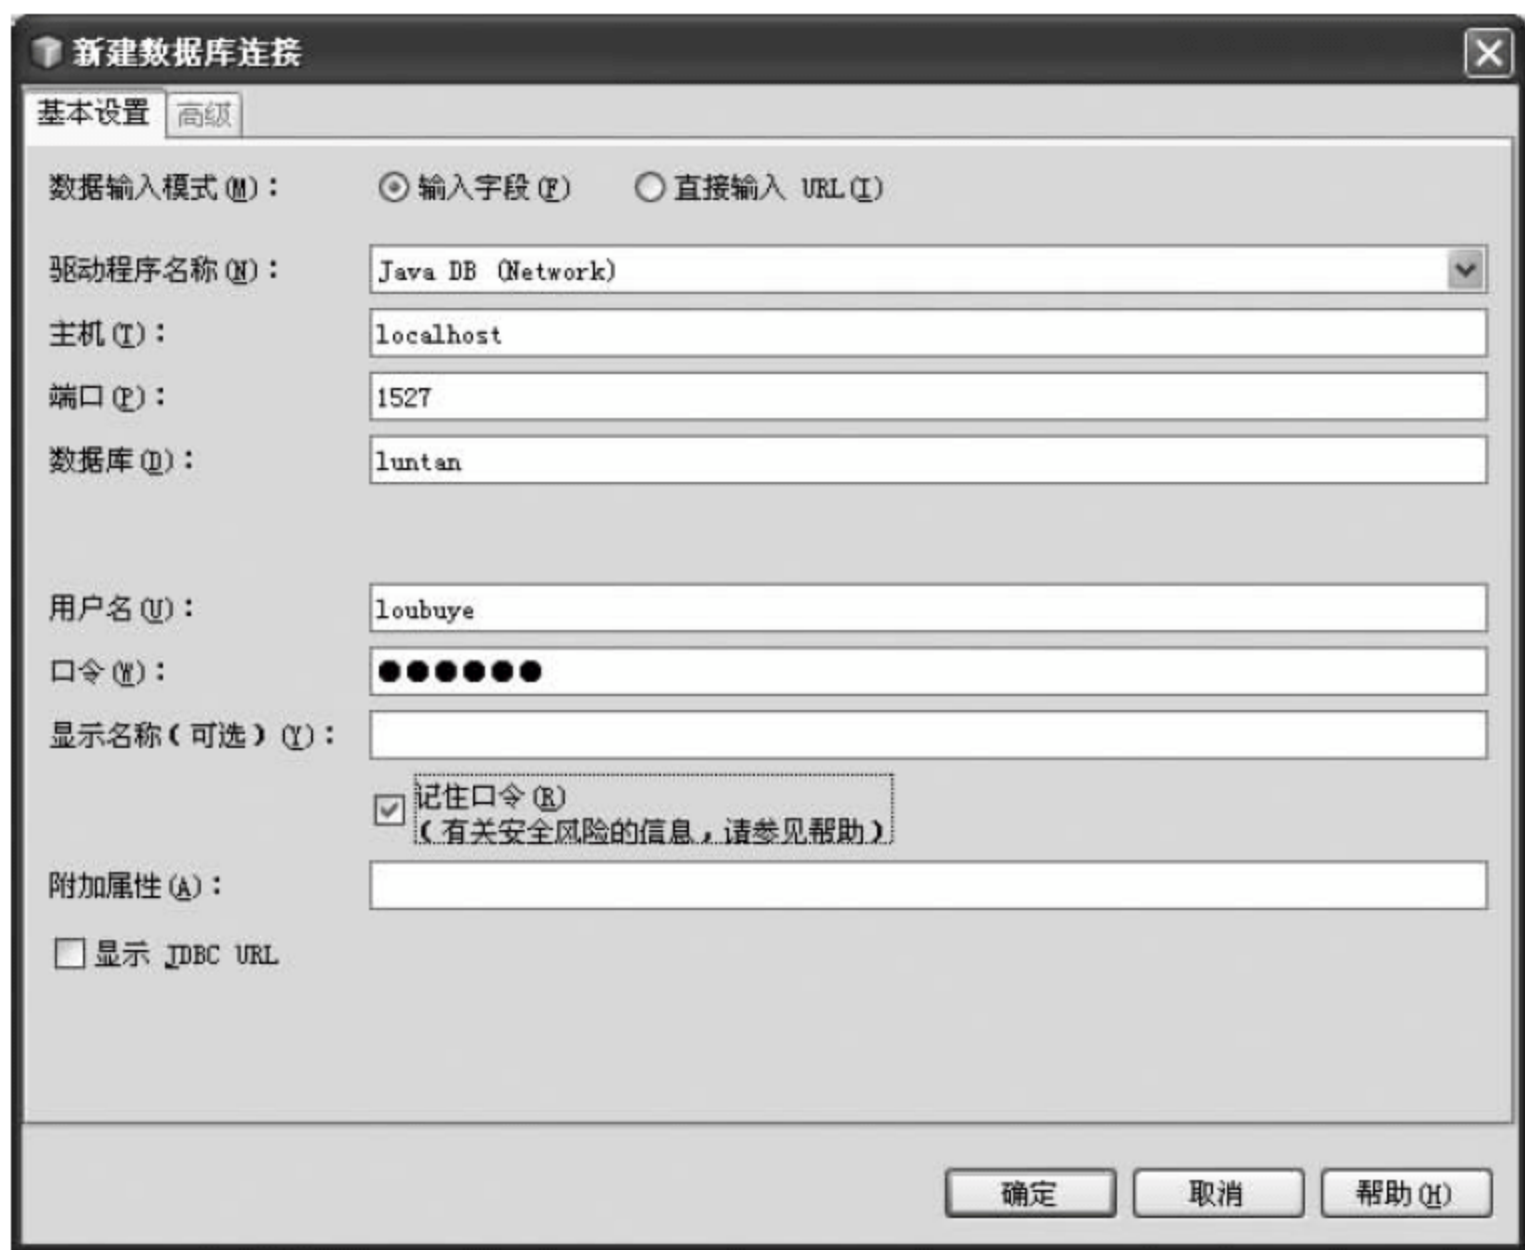 新建数据库连接
基本设置 高级
数据输入模式(M)： 输入字段(F) 直接输入 URL(I)
驱动程序名称(N)： Java DB (Network)
主机(T)： localhost
端口(P)： 1527
数据库(D)： luntan
用户名(U)： loubuye
口令(W)： ●●●●●●
显示名称(可选)(Y)：
记住口令(R)
(有关安全风险的信息，请参见帮助)
附加属性(A)：
显示 JDBC URL
确定 取消 帮助(H)